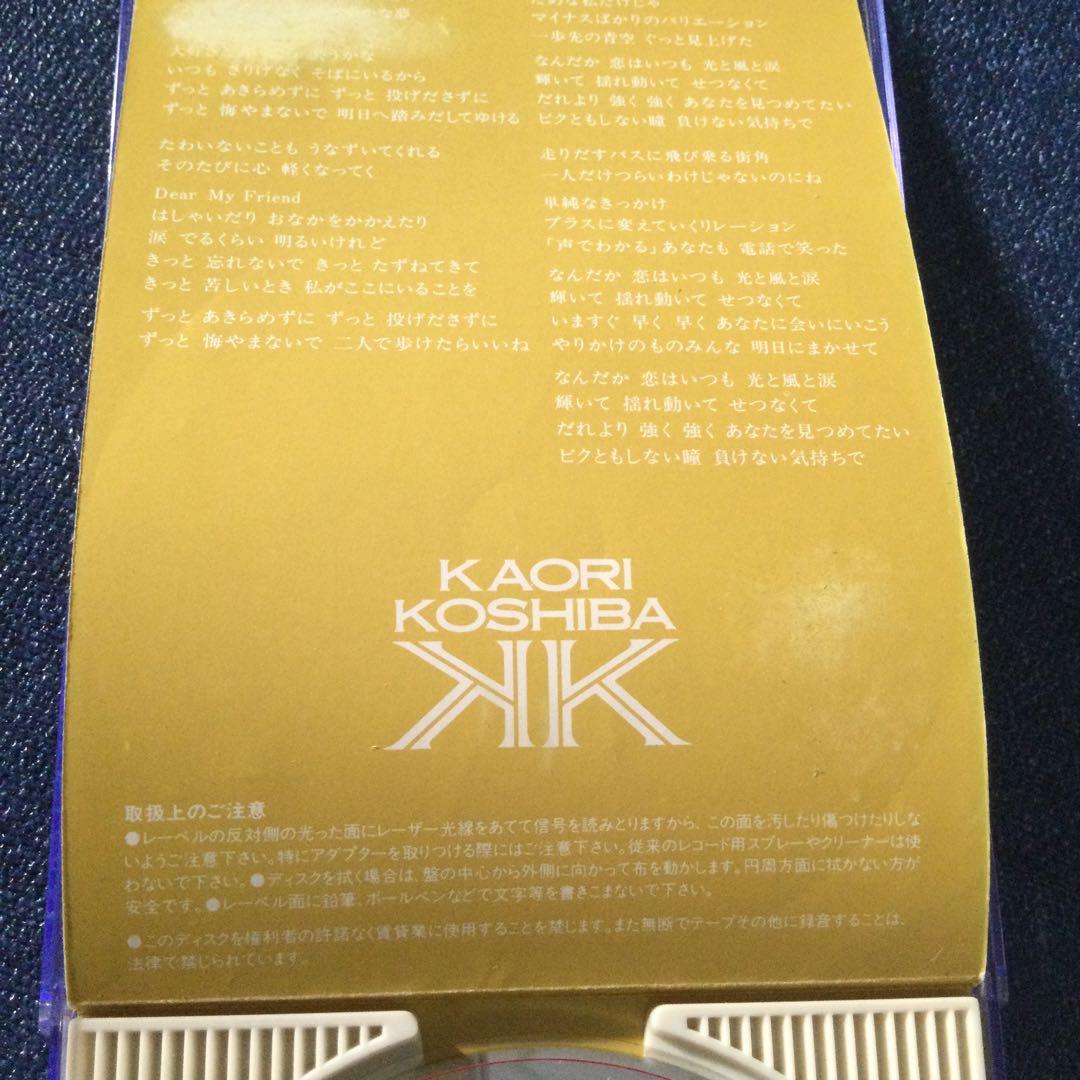 いつも さりげなく そばにいるから
ずっと あきらめずに ずっと 投げださずに
ずっと 悔やまないで 明日へ踏みだしてゆける
たわいないことも うなずいてくれる
そのたびに心 軽くなってく
Dear My Friend
はしゃいだり おなかをかかえたり
涙 でるくらい 明るいけれど
きっと 忘れないで きっと たずねてきて
きっと 苦しいとき 私がここにいることを
ずっと あきらめずに ずっと 投げださずに
ずっと 悔やまないで 二人で歩けたらいいね
マイナスばかりのバリエーション
一歩先の青空 ぐっと見上げた
なんだか 恋はいつも 光と風と涙
輝いて 揺れ動いて せつなくて
だれより 強く 強く あなたを見つめてたい
ビクともしない瞳 負けない気持ちで
走りだすバスに飛び乗る街角
一人だけつらいわけじゃないのにね
単純なきっかけ
プラスに変えていくリレーション
「声でわかる」あなたも 電話で笑った
なんだか 恋はいつも 光と風と涙
輝いて 揺れ動いて せつなくて
いますぐ 早く 早く あなたに会いにいこう
やりかけのものみんな 明日にまかせて
なんだか 恋はいつも 光と風と涙
輝いて 揺れ動いて せつなくて
だれより 強く 強く あなたを見つめてたい
ビクともしない瞳 負けない気持ちで
KAORI
KOSHIBA
KK
取扱上のご注意
●レーベルの反対側の光った面にレーザー光線をあてて信号を読みとりますから、この面を汚したり傷つけたりしな
いようご注意下さい。特にアダプターを取りつける際にはご注意下さい。従来のレコード用スプレーやクリーナーは使
わないで下さい。●ディスクを拭く場合は、盤の中心から外側に向かって布を動かします。円周方面に拭かない方が
安全です。●レーベル面に鉛筆、ボールペンなどで文字等を書きこまないで下さい。
●このディスクを権利者の許諾なく賃貸業に使用することを禁じます。また無断でテープその他に録音することは、
法律で禁じられています。